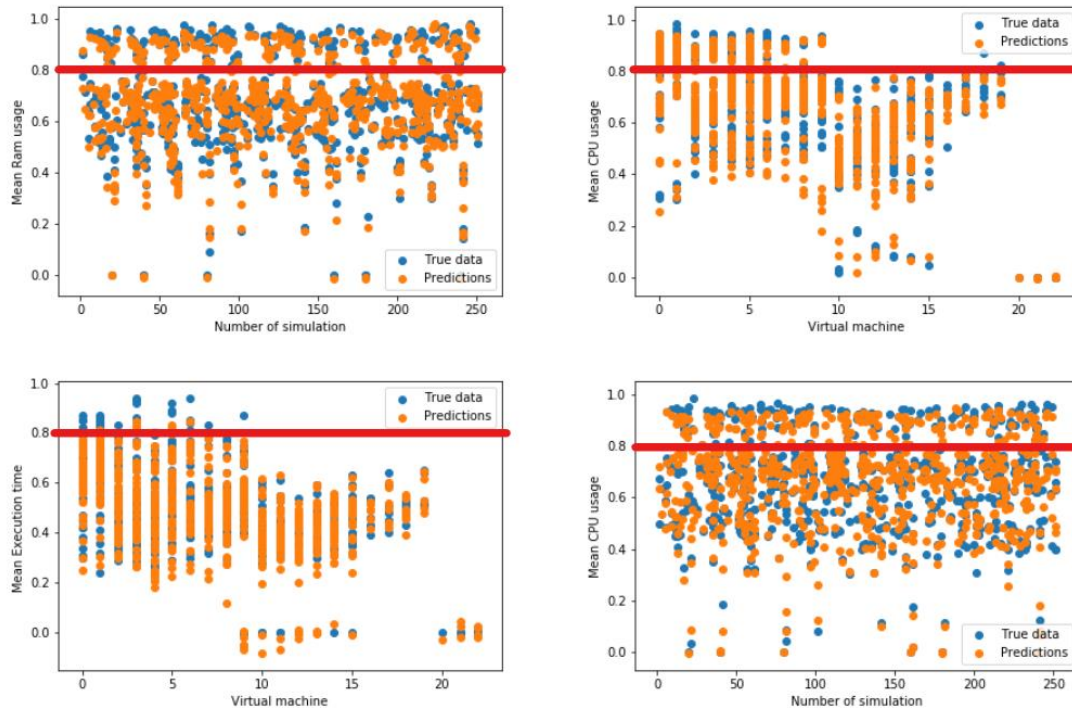 1.0
0.8
0.6
0.4
0.2
0.0
Mean Ram usage
True data
Predictions
True data
Predictions
0 50 100 150 200 250
Number of simulation
1.0
0.8
0.6
0.4
0.2
0.0
Mean CPU usage
True data
Predictions
0 5 10 15 20
Virtual machine
1.0
0.8
0.6
0.4
0.2
0.0
Mean Execution time
True data
Predictions
0 5 10 15 20
Virtual machine
1.0
0.8
0.6
0.4
0.2
0.0
Mean CPU usage
True data
Predictions
0 50 100 150 200 250
Number of simulation